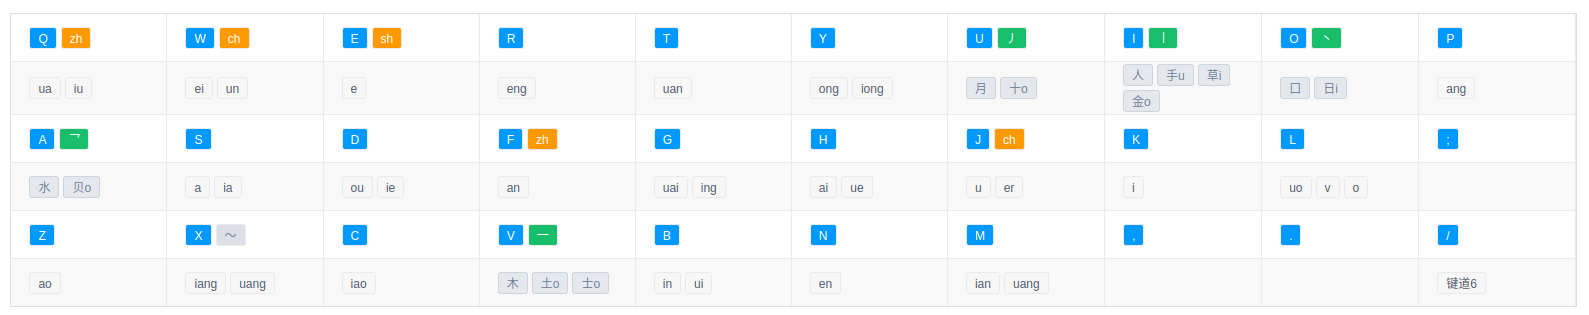 Q zh W ch E sh R T Y U 丿 I 丨 O 丶 P
ua iu ei un e eng uan ong iong 月 十o 人 手u 草i 口 日i ang
金o
A 乛 S D F zh G H J ch K L ;
水 贝o a ia ou ie an uai ing ai ue u er i uo v o
Z X ～ C V 一 B N M , . /
ao iang uang iao 木 土o 士o in ui en ian uang 键道6